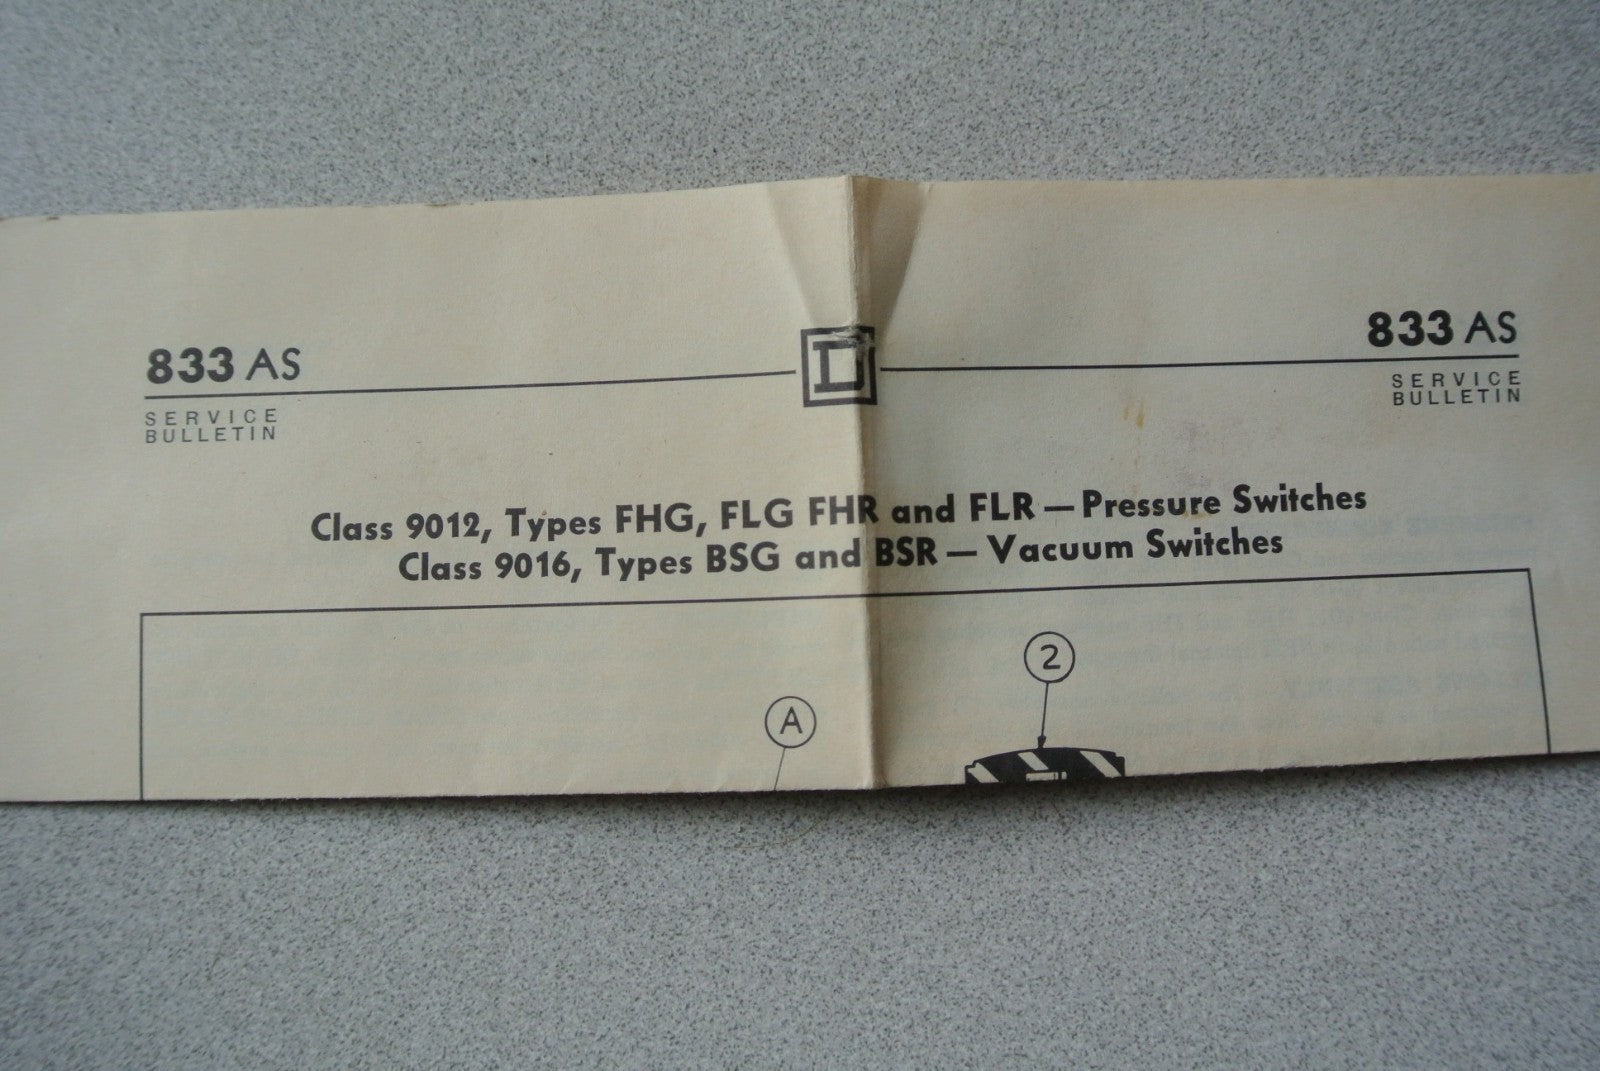 833 AS
SERVICE
BULLETIN
D
833 AS
SERVICE
BULLETIN
Class 9012, Types FHG, FLG FHR and FLR — Pressure Switches
Class 9016, Types BSG and BSR — Vacuum Switches
2
A